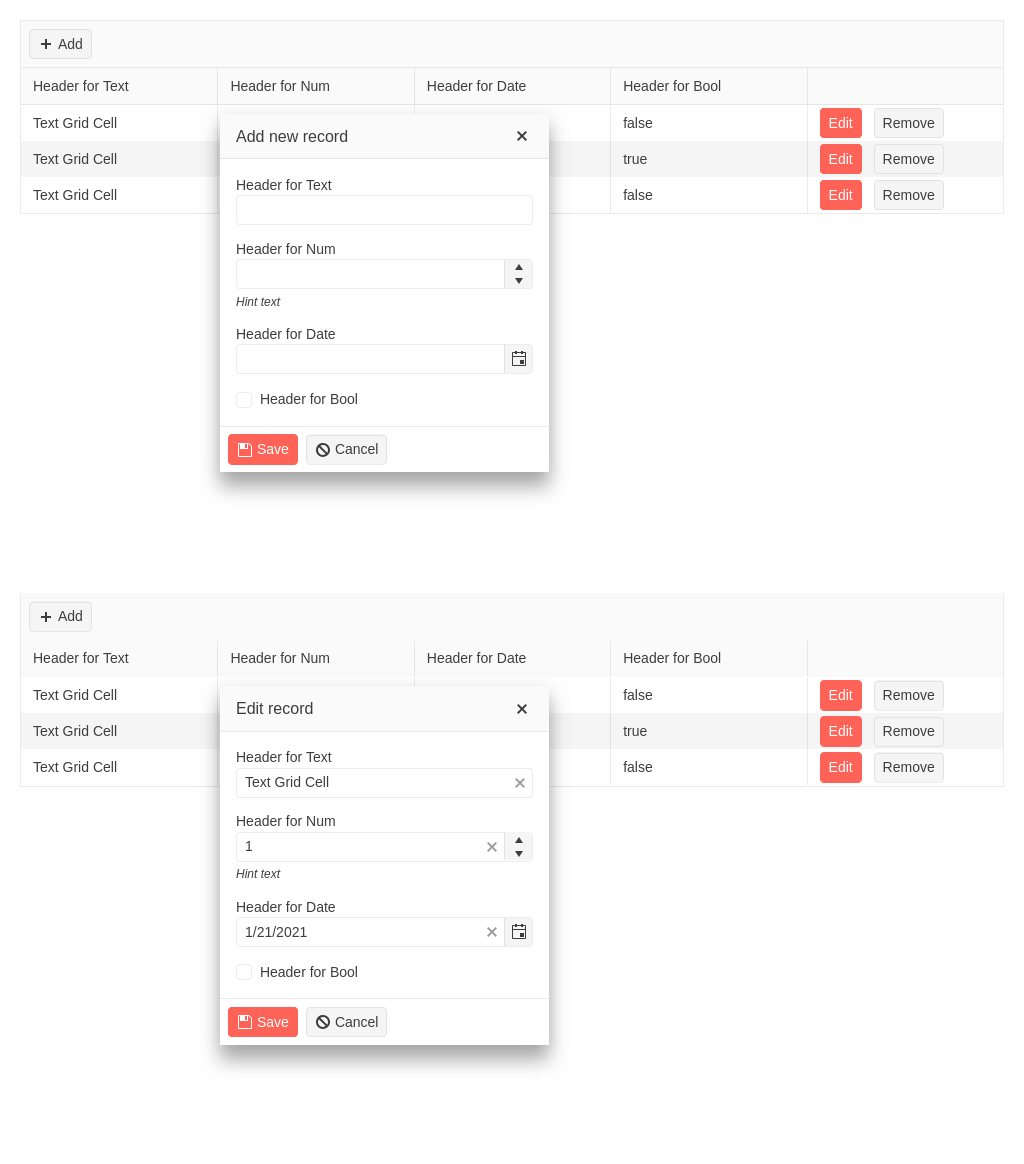 Add
Header for Text Header for Num Header for Date Header for Bool
Text Grid Cell false Edit Remove
Text Grid Cell true Edit Remove
Text Grid Cell false Edit Remove
Add new record
Header for Text
Header for Num
Hint text
Header for Date
Header for Bool
Save Cancel
Add
Header for Text Header for Num Header for Date Header for Bool
Text Grid Cell false Edit Remove
Text Grid Cell true Edit Remove
Text Grid Cell false Edit Remove
Edit record
Header for Text
Text Grid Cell
Header for Num
1
Hint text
Header for Date
1/21/2021
Header for Bool
Save Cancel